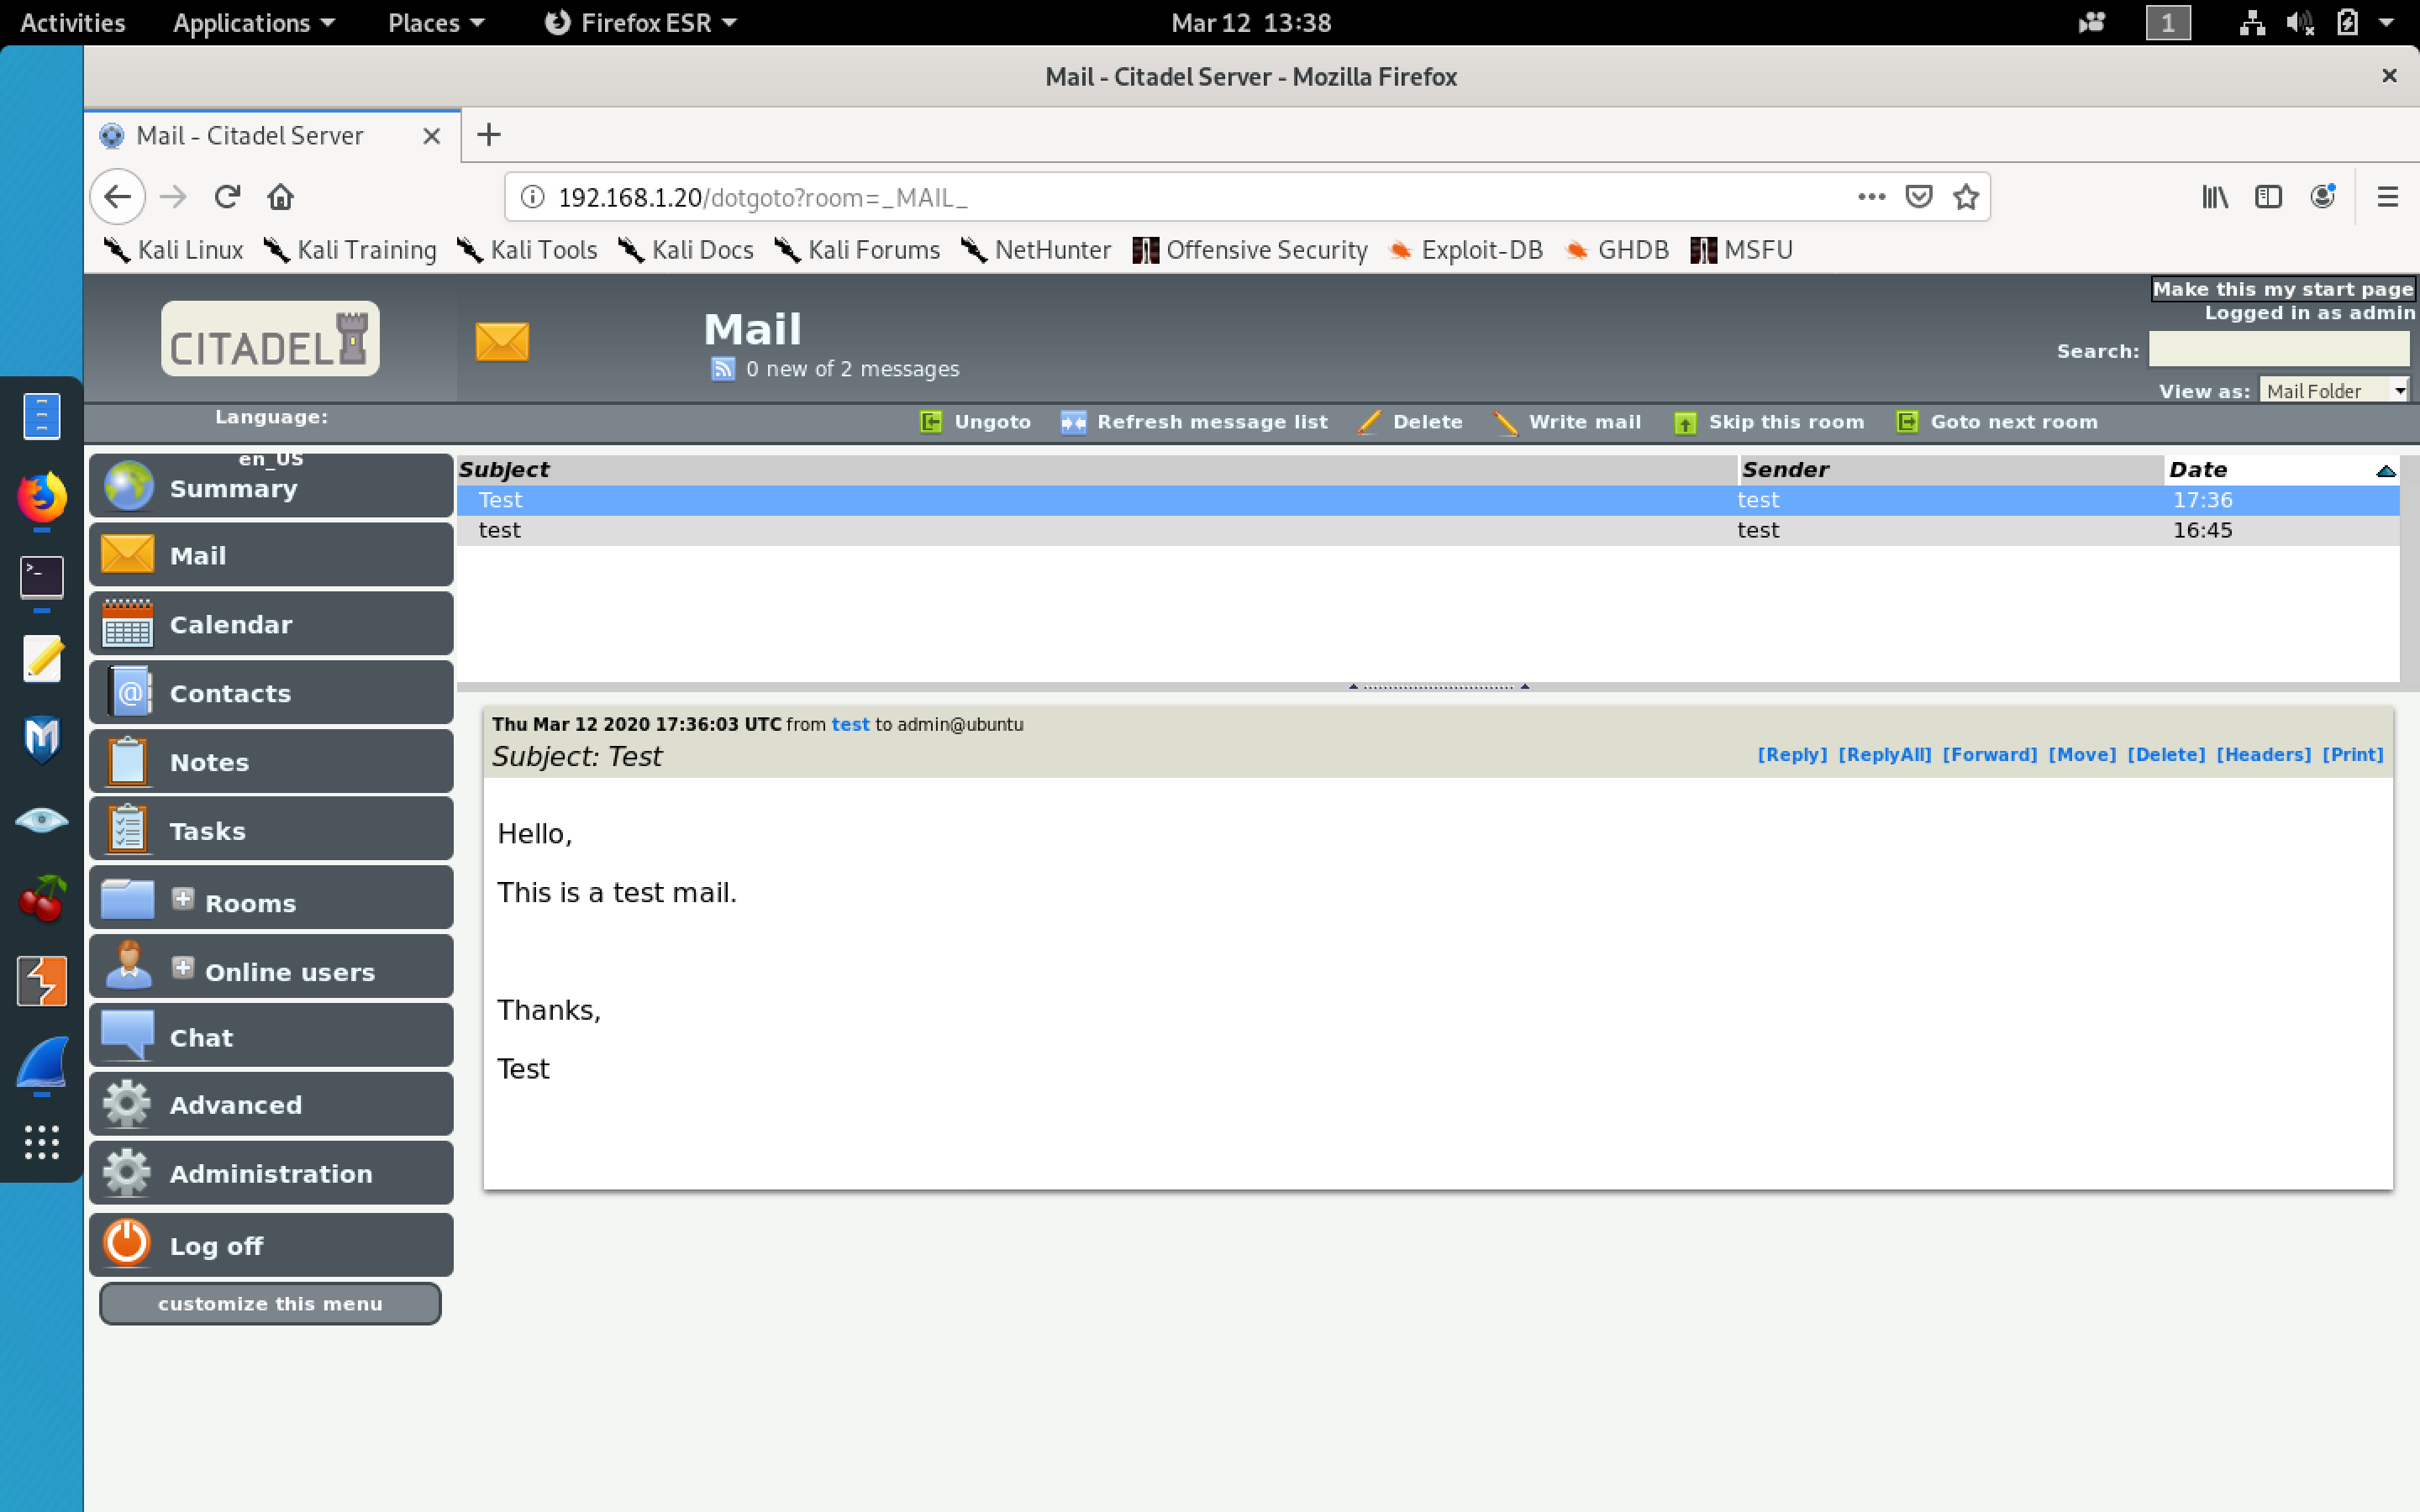 Activities Applications Places Firefox ESR Mar 12 13:38 1
Mail - Citadel Server - Mozilla Firefox
Mail - Citadel Server
192.168.1.20/dotgoto?room=_MAIL_
Kali Linux Kali Training Kali Tools Kali Docs Kali Forums NetHunter Offensive Security Exploit-DB GHDB MSFU
CITADEL
Mail
0 new of 2 messages
Make this my start page
Logged in as admin
Search:
View as: Mail Folder
Language:
en_US
Ungoto Refresh message list Delete Write mail Skip this room Goto next room
Summary
Mail
Calendar
Contacts
Notes
Tasks
Rooms
Online users
Chat
Advanced
Administration
Log off
customize this menu
Subject Sender Date
Test test 17:36
test test 16:45
Thu Mar 12 2020 17:36:03 UTC from test to admin@ubuntu
Subject: Test
[Reply] [ReplyAll] [Forward] [Move] [Delete] [Headers] [Print]
Hello,
This is a test mail.
Thanks,
Test